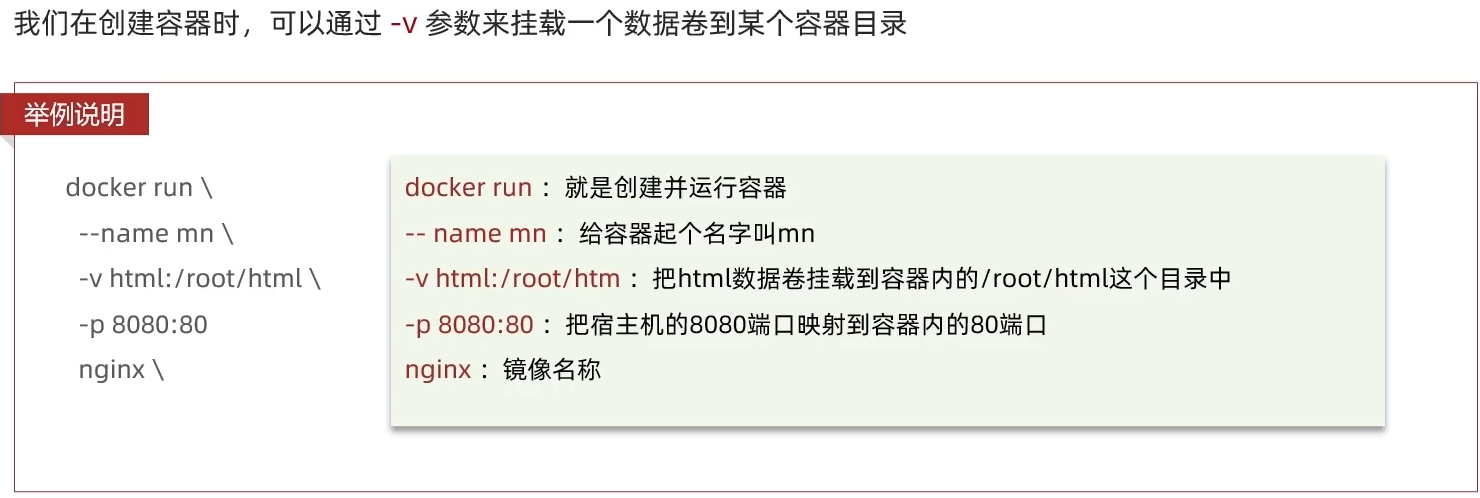 我们在创建容器时，可以通过 -v 参数来挂载一个数据卷到某个容器目录
举例说明
docker run \
--name mn \
-v html:/root/html \
-p 8080:80
nginx \
docker run ：就是创建并运行容器
-- name mn ：给容器起个名字叫mn
-v html:/root/htm ：把html数据卷挂载到容器内的/root/html这个目录中
-p 8080:80 ：把宿主机的8080端口映射到容器内的80端口
nginx ：镜像名称